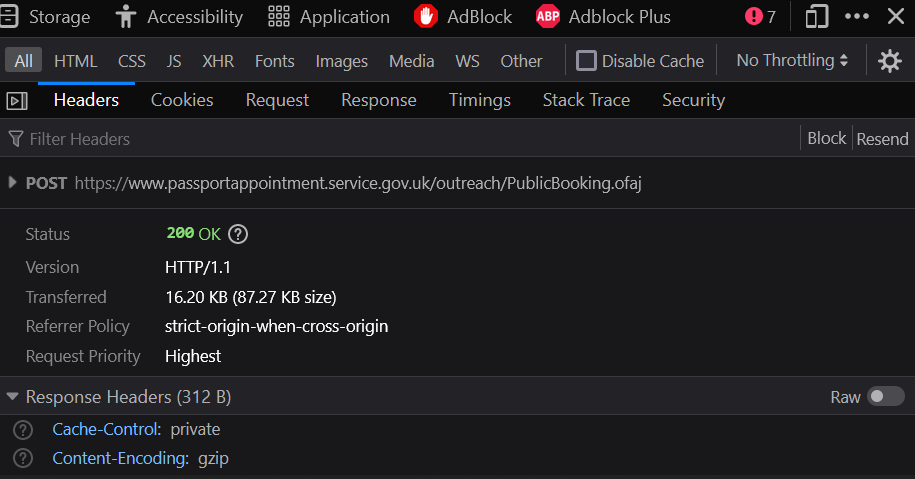 Storage Accessibility Application AdBlock ABP Adblock Plus 7
All HTML CSS JS XHR Fonts Images Media WS Other Disable Cache No Throttling
Headers Cookies Request Response Timings Stack Trace Security
Filter Headers Block Resend
POST https://www.passportappointment.service.gov.uk/outreach/PublicBooking.ofaj
Status 200 OK ?
Version HTTP/1.1
Transferred 16.20 KB (87.27 KB size)
Referrer Policy strict-origin-when-cross-origin
Request Priority Highest
Response Headers (312 B) Raw
? Cache-Control: private
? Content-Encoding: gzip